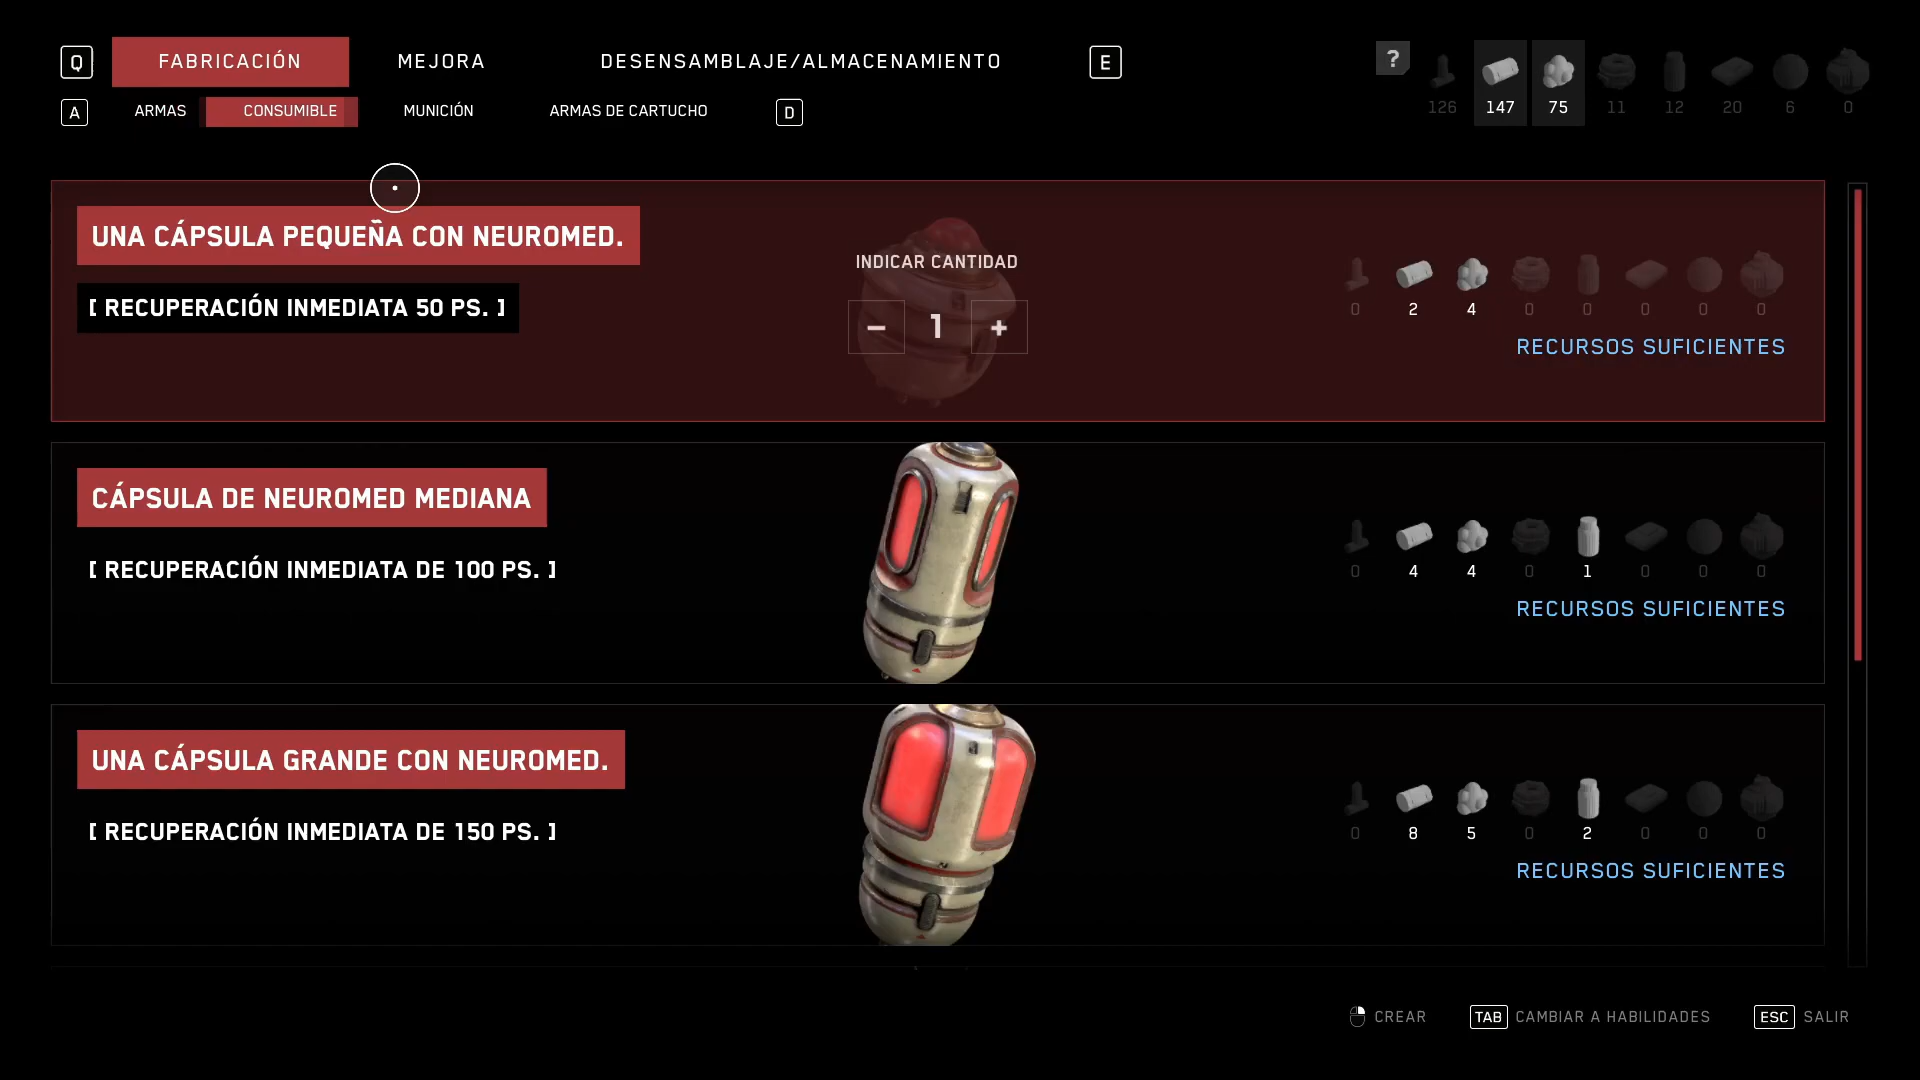 Q FABRICACIÓN MEJORA DESENSAMBLAJE/ALMACENAMIENTO E ?
A ARMAS CONSUMIBLE MUNICIÓN ARMAS DE CARTUCHO D
126 147 75 11 12 20 6 0
UNA CÁPSULA PEQUEÑA CON NEUROMED.
[ RECUPERACIÓN INMEDIATA 50 PS. ]
INDICAR CANTIDAD
− 1 +
0 2 4 0 0 0 0 0
RECURSOS SUFICIENTES
CÁPSULA DE NEUROMED MEDIANA
[ RECUPERACIÓN INMEDIATA DE 100 PS. ]
0 4 4 0 1 0 0 0
RECURSOS SUFICIENTES
UNA CÁPSULA GRANDE CON NEUROMED.
[ RECUPERACIÓN INMEDIATA DE 150 PS. ]
0 8 5 0 2 0 0 0
RECURSOS SUFICIENTES
CREAR TAB CAMBIAR A HABILIDADES ESC SALIR